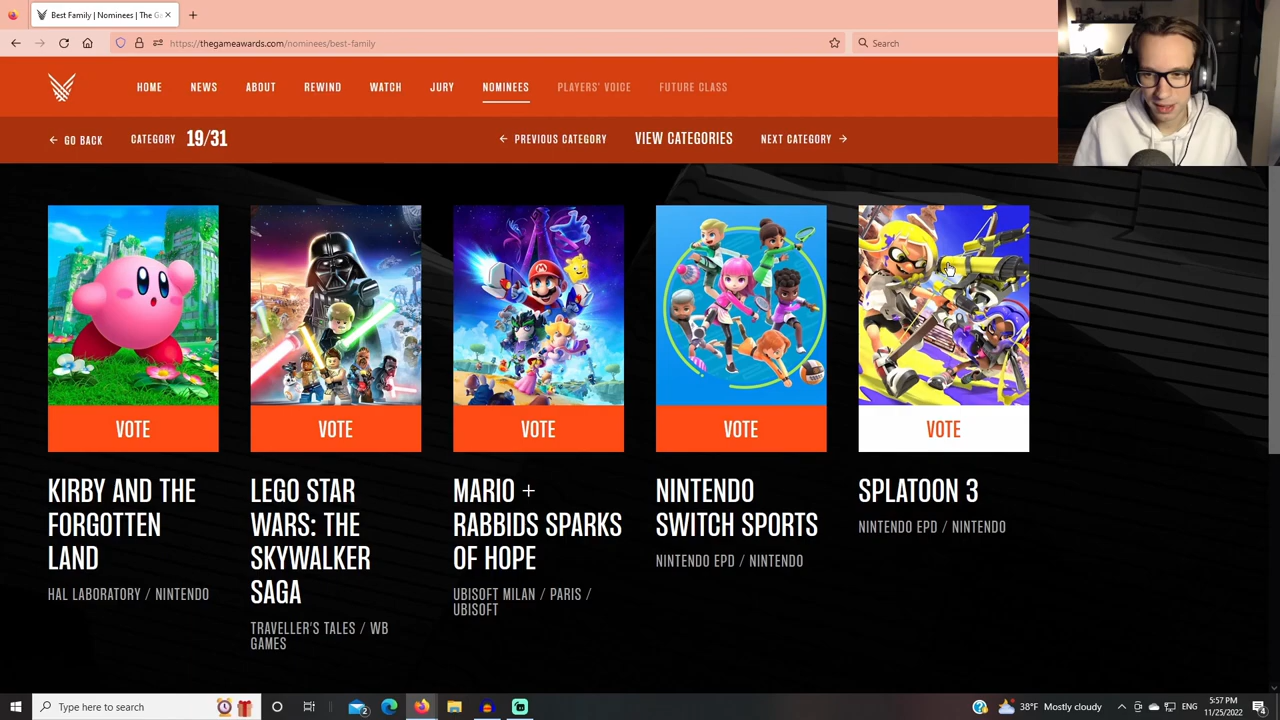 Best Family | Nominees | The Ga
https://thegameawards.com/nominees/best-family
Search
HOME NEWS ABOUT REWIND WATCH JURY NOMINEES PLAYERS' VOICE FUTURE CLASS
GO BACK CATEGORY 19/31 PREVIOUS CATEGORY VIEW CATEGORIES NEXT CATEGORY
VOTE
KIRBY AND THE
FORGOTTEN
LAND
HAL LABORATORY / NINTENDO
VOTE
LEGO STAR
WARS: THE
SKYWALKER
SAGA
TRAVELLER'S TALES / WB
GAMES
VOTE
MARIO +
RABBIDS SPARKS
OF HOPE
UBISOFT MILAN / PARIS /
UBISOFT
VOTE
NINTENDO
SWITCH SPORTS
NINTENDO EPD / NINTENDO
VOTE
SPLATOON 3
NINTENDO EPD / NINTENDO
Type here to search
2
38°F Mostly cloudy
ENG
5:57 PM
11/25/2022
4